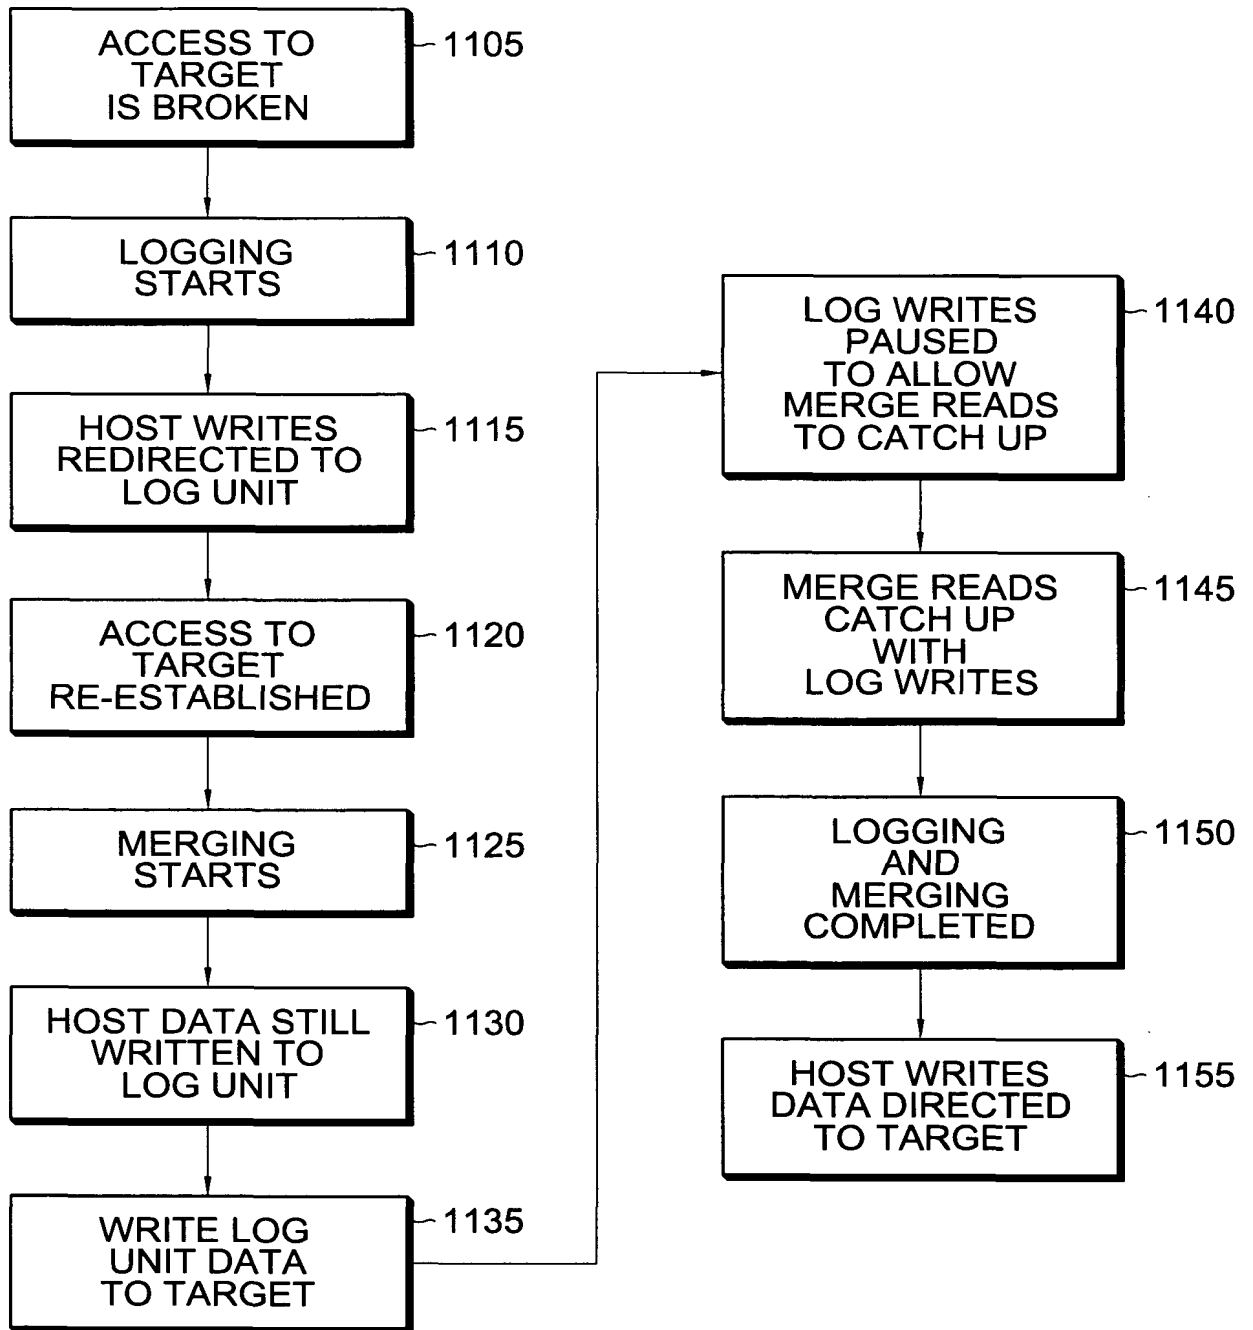 ACCESS TO
TARGET
IS BROKEN
1105
LOGGING
STARTS
1110
HOST WRITES
REDIRECTED TO
LOG UNIT
1115
ACCESS TO
TARGET
RE-ESTABLISHED
1120
MERGING
STARTS
1125
HOST DATA STILL
WRITTEN TO
LOG UNIT
1130
WRITE LOG
UNIT DATA
TO TARGET
1135
LOG WRITES
PAUSED
TO ALLOW
MERGE READS
TO CATCH UP
1140
MERGE READS
CATCH UP
WITH
LOG WRITES
1145
LOGGING
AND
MERGING
COMPLETED
1150
HOST WRITES
DATA DIRECTED
TO TARGET
1155